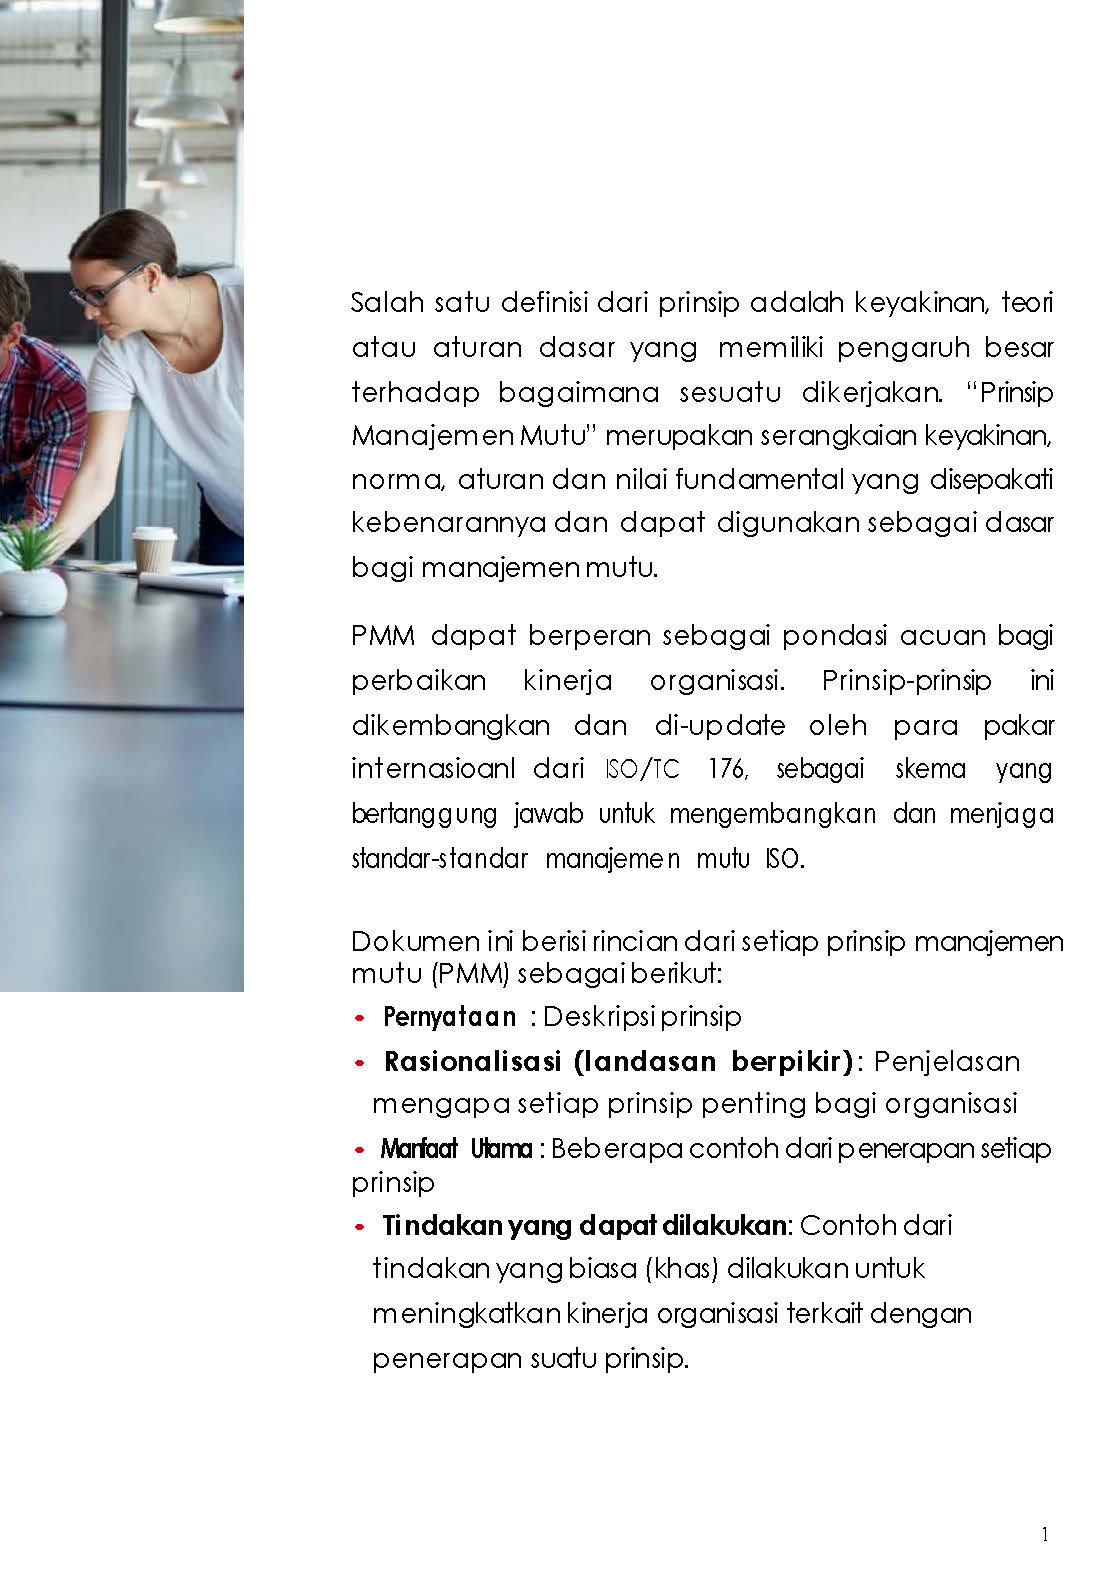 Salah satu definisi dari prinsip adalah keyakinan, teori
atau aturan dasar yang memiliki pengaruh besar
terhadap bagaimana sesuatu dikerjakan. “Prinsip
Manajemen Mutu” merupakan serangkaian keyakinan,
norma, aturan dan nilai fundamental yang disepakati
kebenarannya dan dapat digunakan sebagai dasar
bagi manajemen mutu.
PMM dapat berperan sebagai pondasi acuan bagi
perbaikan kinerja organisasi. Prinsip-prinsip ini
dikembangkan dan di-update oleh para pakar
internasioanl dari ISO/TC 176, sebagai skema yang
bertanggung jawab untuk mengembangkan dan menjaga
standar-standar manajemen mutu ISO.
Dokumen ini berisi rincian dari setiap prinsip manajemen
mutu (PMM) sebagai berikut:
• Pernyataan : Deskripsi prinsip
• Rasionalisasi (landasan berpikir): Penjelasan
mengapa setiap prinsip penting bagi organisasi
• Manfaat Utama : Beberapa contoh dari penerapan setiap
prinsip
• Tindakan yang dapat dilakukan: Contoh dari
tindakan yang biasa (khas) dilakukan untuk
meningkatkan kinerja organisasi terkait dengan
penerapan suatu prinsip.
1